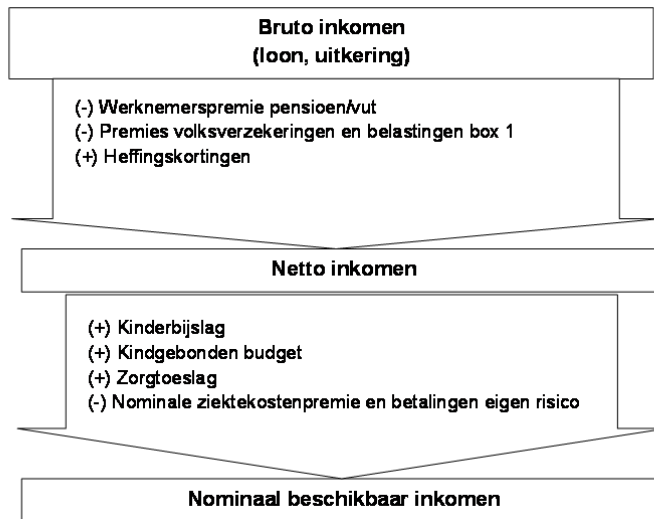 Bruto inkomen
(loon, uitkering)
(-) Werknemerspremie pensioen/vut
(-) Premies volksverzekeringen en belastingen box 1
(+) Heffingskortingen
Netto inkomen
(+) Kinderbijslag
(+) Kindgebonden budget
(+) Zorgtoeslag
(-) Nominale ziektekostenpremie en betalingen eigen risico
Nominaal beschikbaar inkomen